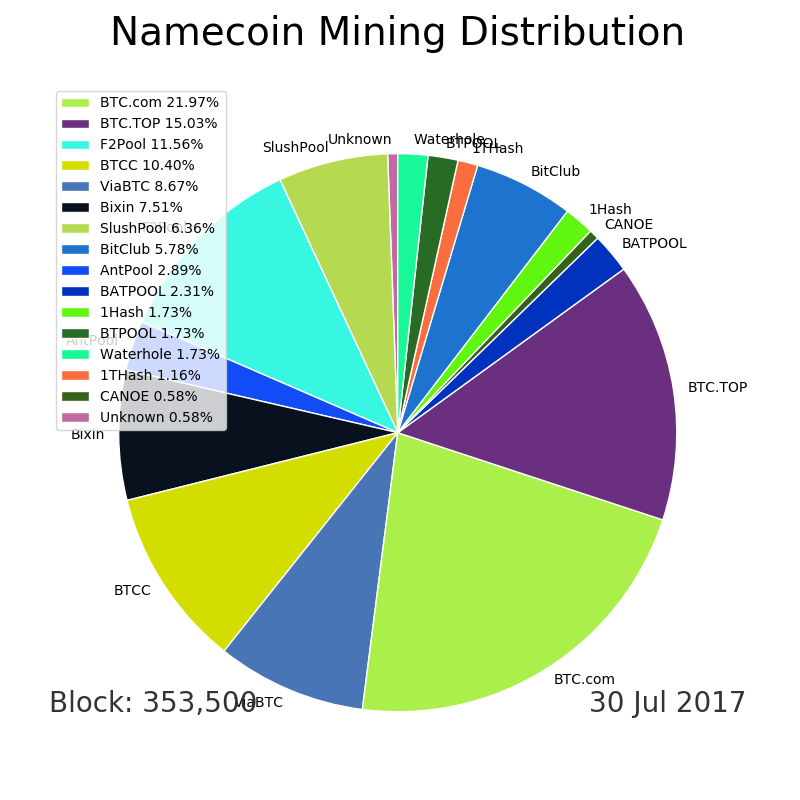 Namecoin Mining Distribution
BTC.com 21.97%
BTC.TOP 15.03%
F2Pool 11.56%
BTCC 10.40%
ViaBTC 8.67%
Bixin 7.51%
SlushPool 6.36%
BitClub 5.78%
AntPool 2.89%
BATPOOL 2.31%
1Hash 1.73%
BTPOOL 1.73%
Waterhole 1.73%
1THash 1.16%
CANOE 0.58%
Unknown 0.58%
Unknown
SlushPool
Waterhole
BTPOOL
1THash
BitClub
1Hash
CANOE
BATPOOL
BTC.TOP
AntPool
Bixin
BTCC
ViaBTC
BTC.com
Block: 353,500
30 Jul 2017